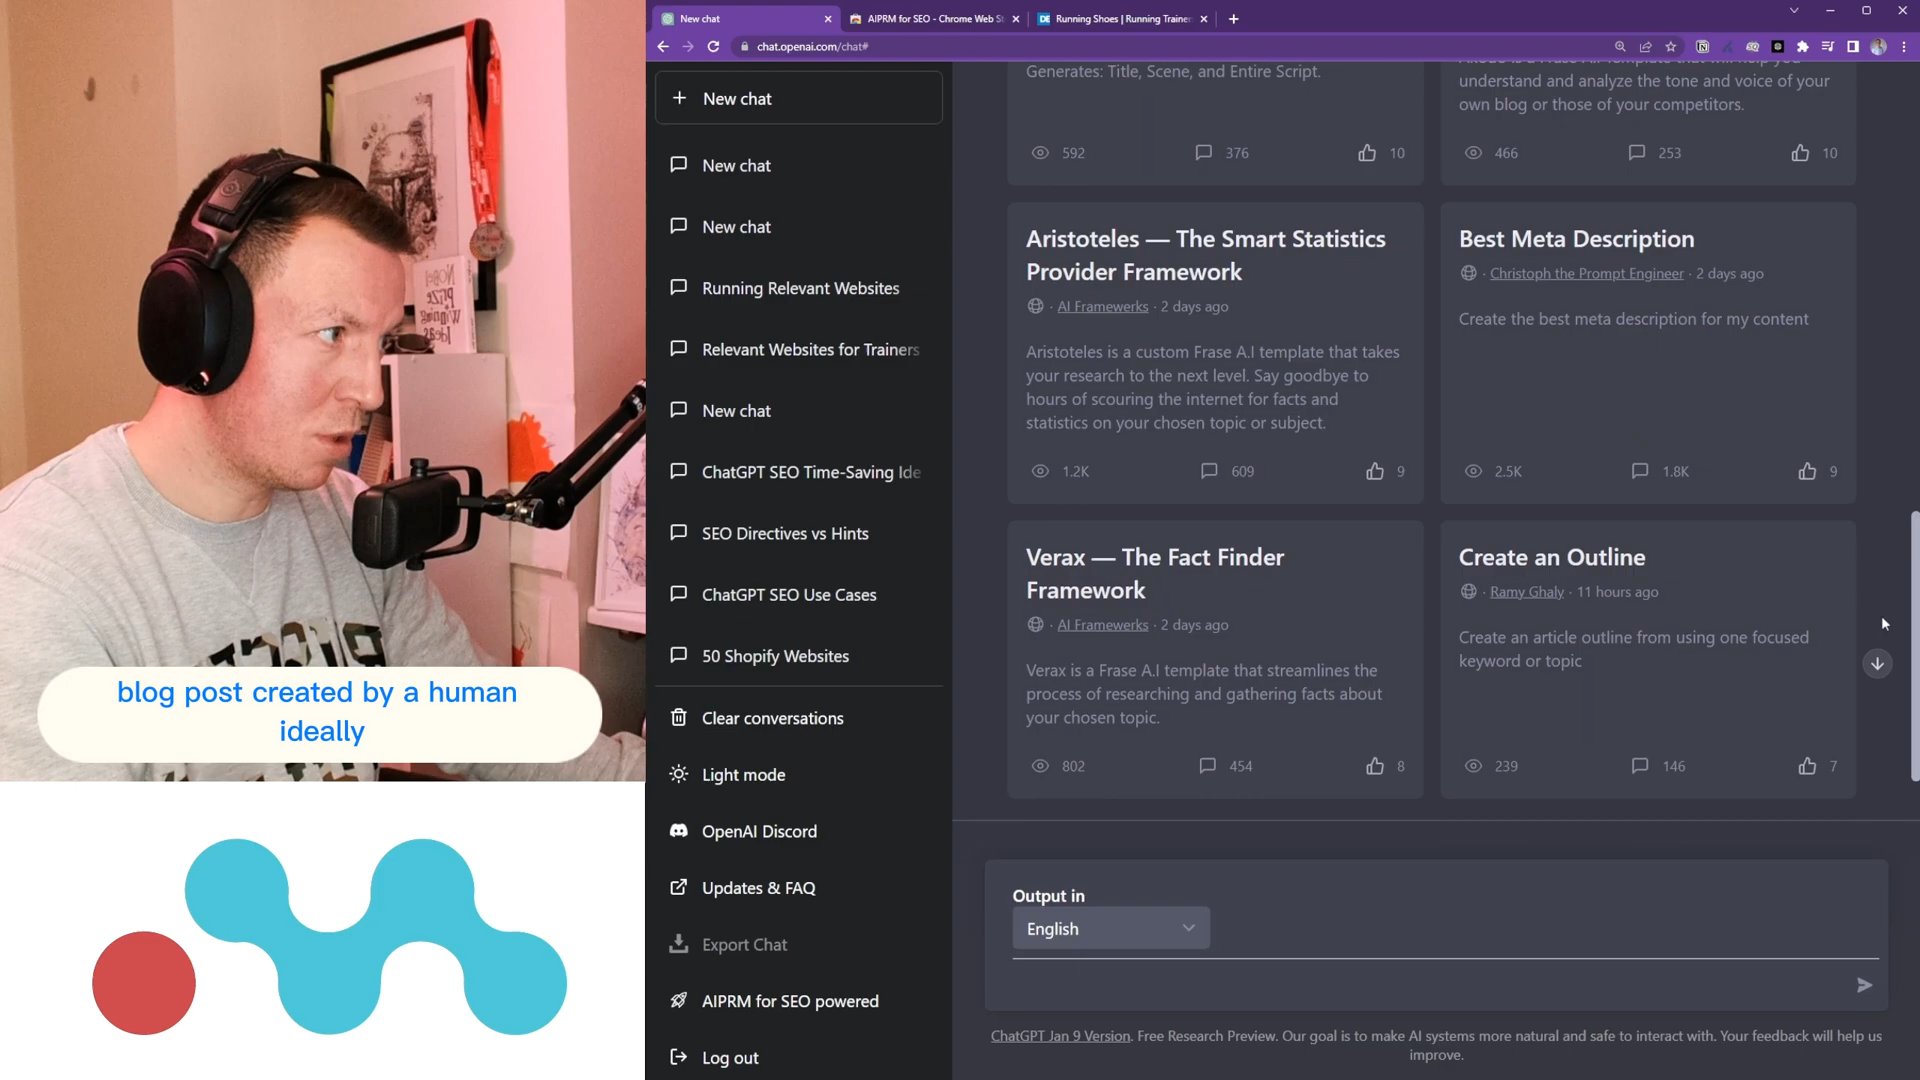 New chat
AIPRM for SEO - Chrome Web S
DE
Running Shoes | Running Traine
chat.openai.com/chat#
New chat
New chat
New chat
Running Relevant Websites
Relevant Websites for Trainers
New chat
ChatGPT SEO Time-Saving Ide
SEO Directives vs Hints
ChatGPT SEO Use Cases
50 Shopify Websites
Clear conversations
Light mode
OpenAI Discord
Updates & FAQ
Export Chat
AIPRM for SEO powered
Log out
Generates: Title, Scene, and Entire Script.
592
376
10
understand and analyze the tone and voice of your
own blog or those of your competitors.
466
253
10
Aristoteles — The Smart Statistics
Provider Framework
· AI Framewerks · 2 days ago
Aristoteles is a custom Frase A.I template that takes
your research to the next level. Say goodbye to
hours of scouring the internet for facts and
statistics on your chosen topic or subject.
1.2K
609
9
Best Meta Description
· Christoph the Prompt Engineer · 2 days ago
Create the best meta description for my content
2.5K
1.8K
9
Verax — The Fact Finder
Framework
· AI Framewerks · 2 days ago
Verax is a Frase A.I template that streamlines the
process of researching and gathering facts about
your chosen topic.
802
454
8
Create an Outline
· Ramy Ghaly · 11 hours ago
Create an article outline from using one focused
keyword or topic
239
146
7
Output in
English
ChatGPT Jan 9 Version. Free Research Preview. Our goal is to make AI systems more natural and safe to interact with. Your feedback will help us
improve.
blog post created by a human
ideally